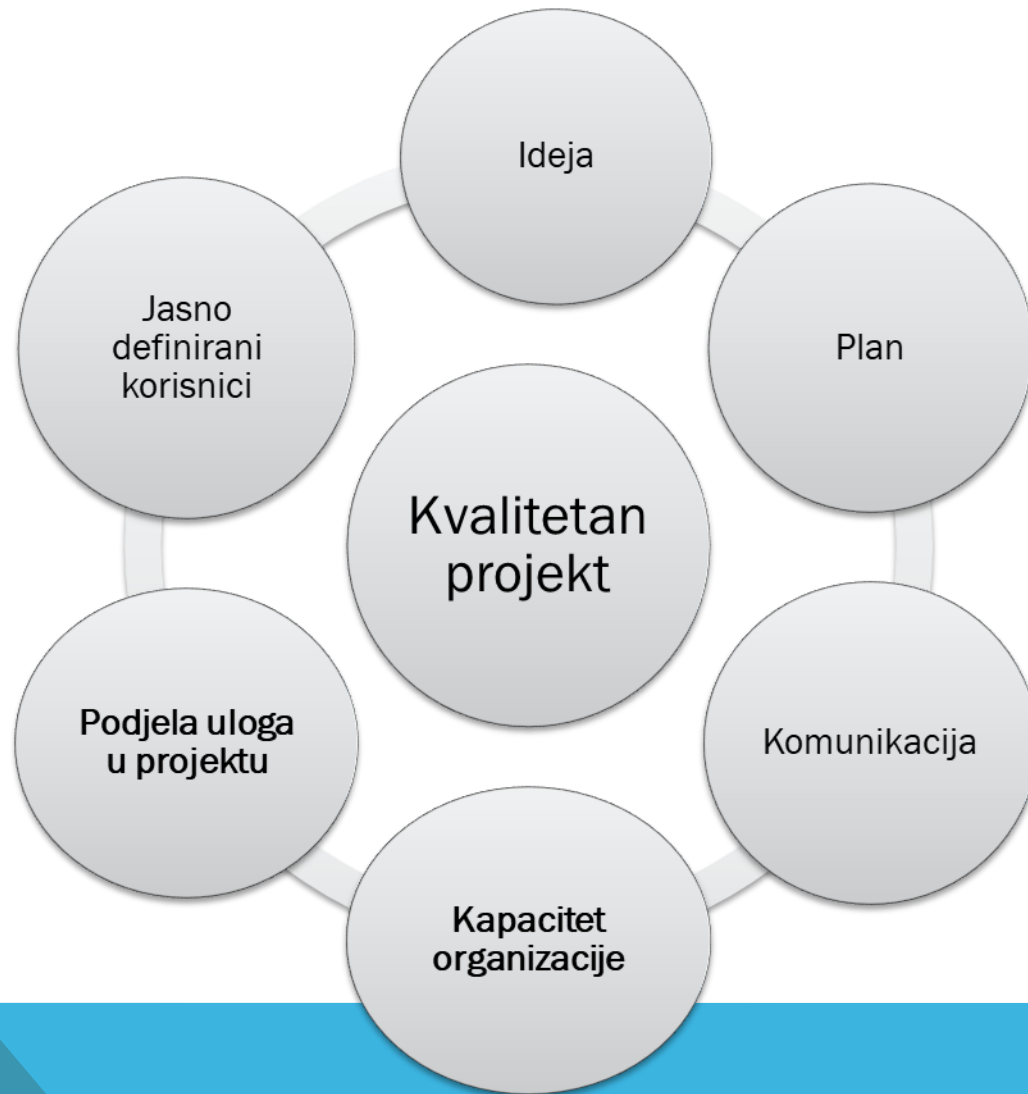 Ideja
Plan
Komunikacija
Kapacitet
organizacije
Podjela uloga
u projektu
Jasno
definirani
korisnici
Kvalitetan
projekt